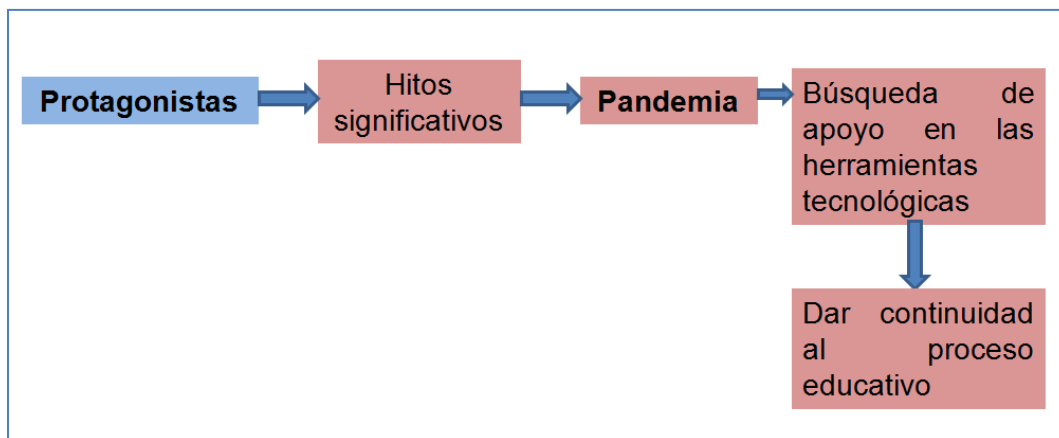 Protagonistas
Hitos
significativos
Pandemia
Búsqueda de
apoyo en las
herramientas
tecnológicas
Dar continuidad
al proceso
educativo